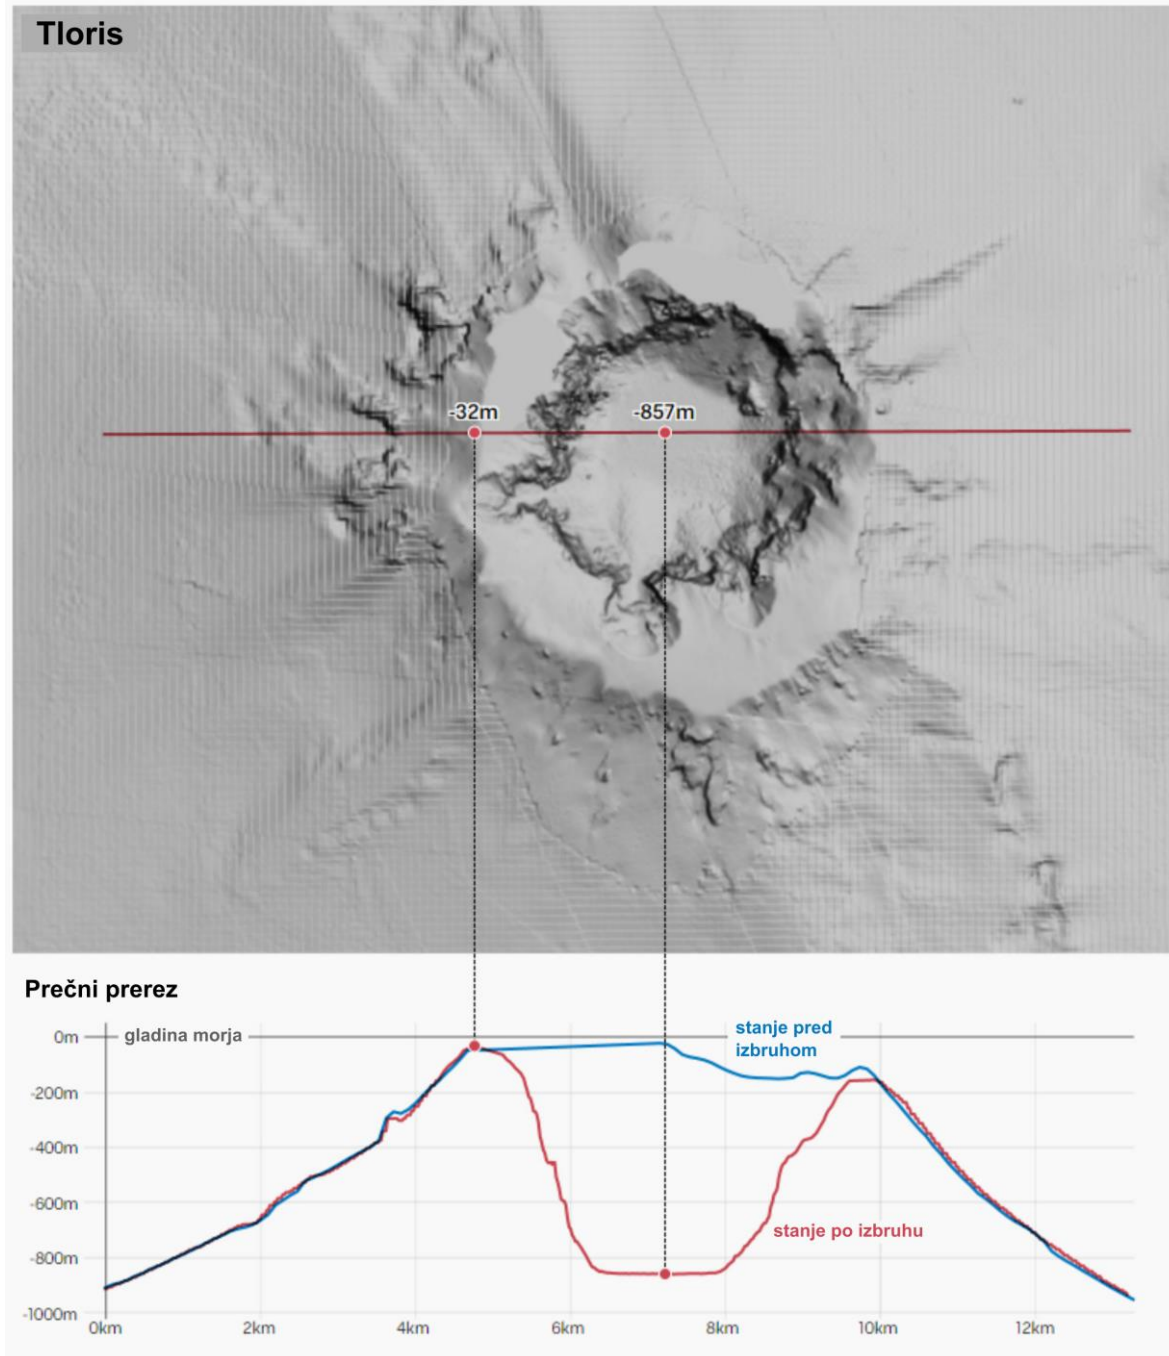 Tloris
-32m
-857m
Prečni prerez
0m
gladina morja
stanje pred
izbruhom
-200m
-400m
-600m
stanje po izbruhu
-800m
-1000m
0km
2km
4km
6km
8km
10km
12km